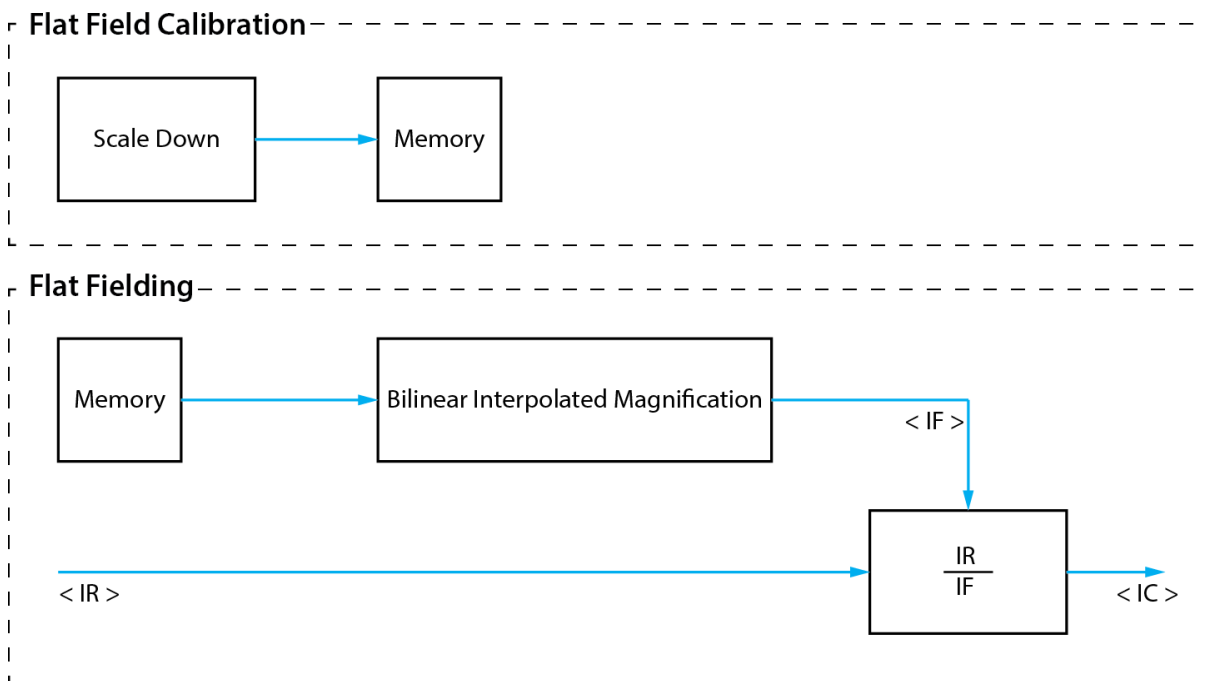 Flat Field Calibration
Scale Down
Memory
Flat Fielding
Memory
Bilinear Interpolated Magnification
< IF >
IR
IF
< IR >
< IC >